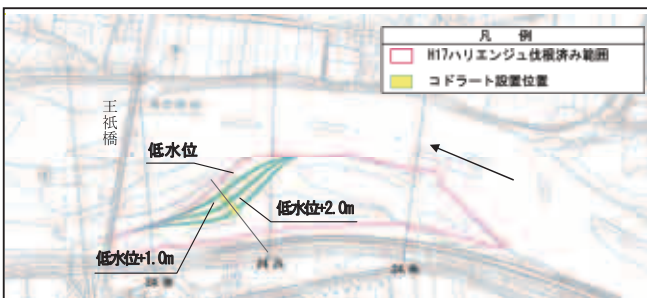 凡 例
H17ハリエンジュ伐根済み範囲
コドラート設置位置
王祇橋
低水位
低水位+2.0m
低水位+1.0m